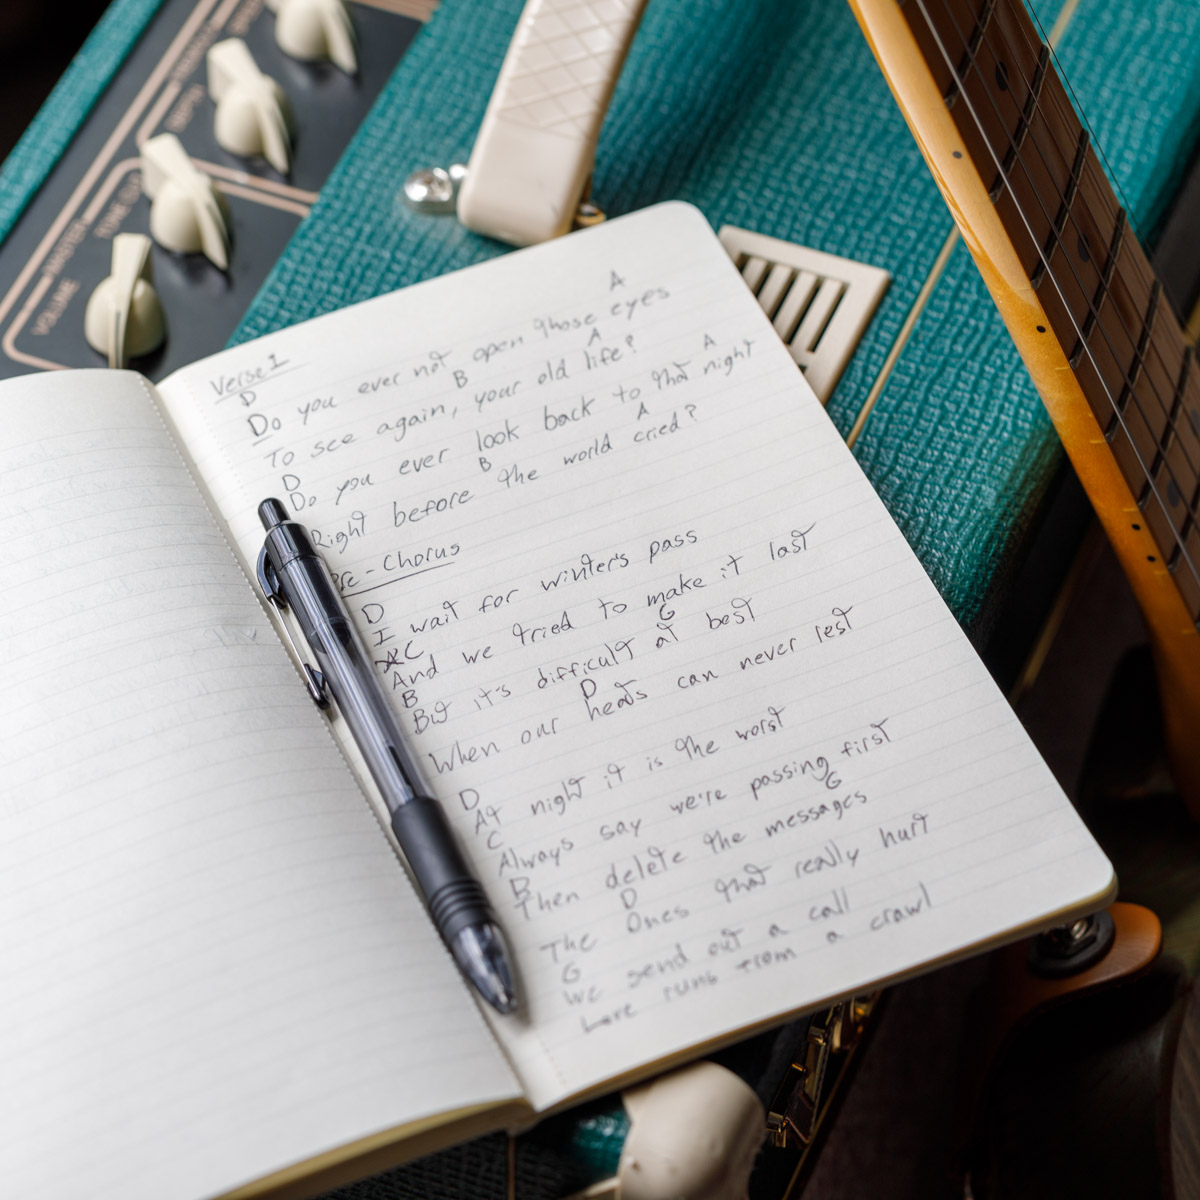 VOLUME
MASTER
TONE
Verse 1
A
Do you ever not open those eyes
D B A
To see again, your old life?
A
Do you ever look back to that night
D B A
Right before the world cried?
Pre-Chorus
D
I wait for winter's pass
C
And we tried to make it last
B G
But it's difficult at best
D
When our heads can never rest
D
At night it is the worst
C
Always say we're passing first
B G
Then delete the messages
D
The Ones that really hurt
G
We send out a call
Love runs from a crawl